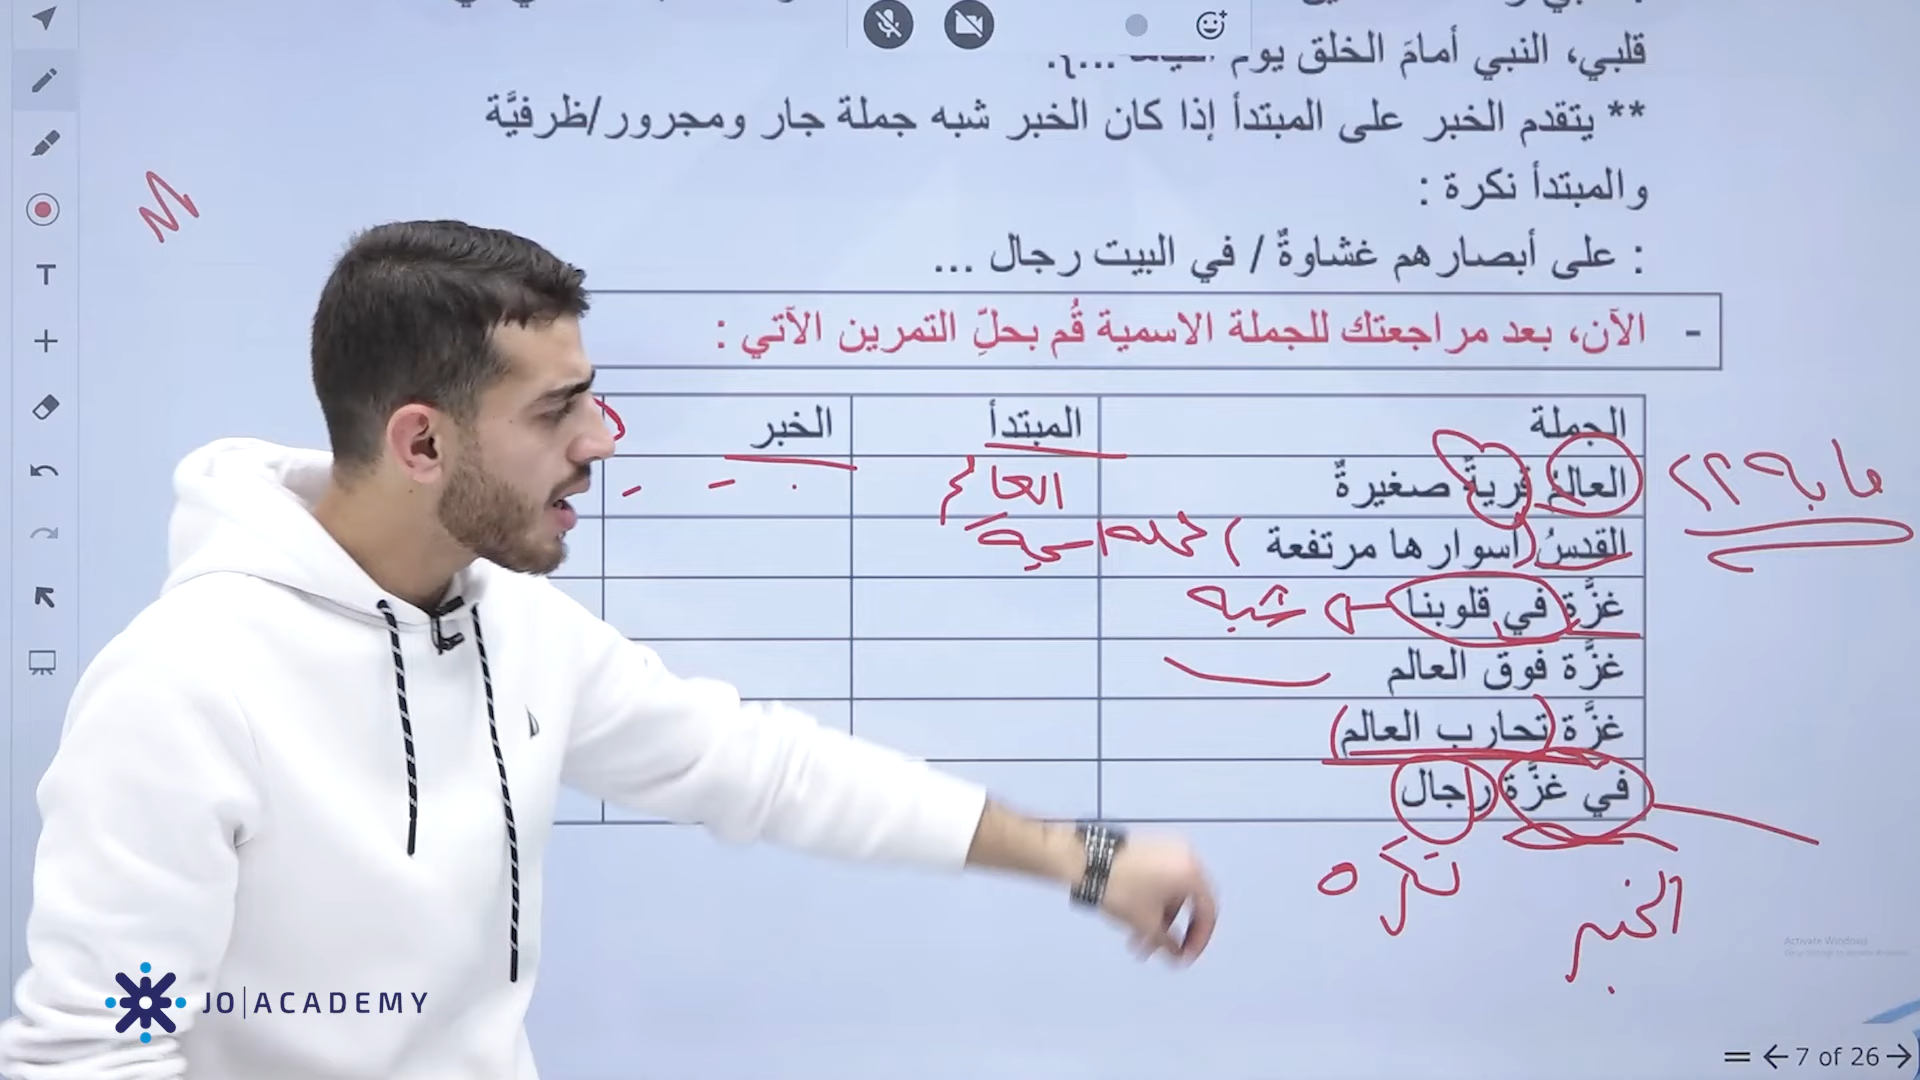 قلبي، النبي أمامَ الخلق يوم
** يتقدم الخبر على المبتدأ إذا كان الخبر شبه جملة جار ومجرور/ظرفيَّة
والمبتدأ نكرة :
: على أبصارهم غشاوةٌ / في البيت رجال ...
- الآن، بعد مراجعتك للجملة الاسمية قُم بحلِّ التمرين الآتي :
الجملة المبتدأ الخبر
العالمُ قريةٌ صغيرةٌ العالم
ما به ؟؟
القدسُ أسوارها مرتفعة جملة اسمية
غزَّة في قلوبنا شبه
غزَّة فوق العالم
غزَّة تحارب العالم
في غزَّة رجال
نكرة
الخبر
T
Activate Windows
JO ACADEMY
7 of 26